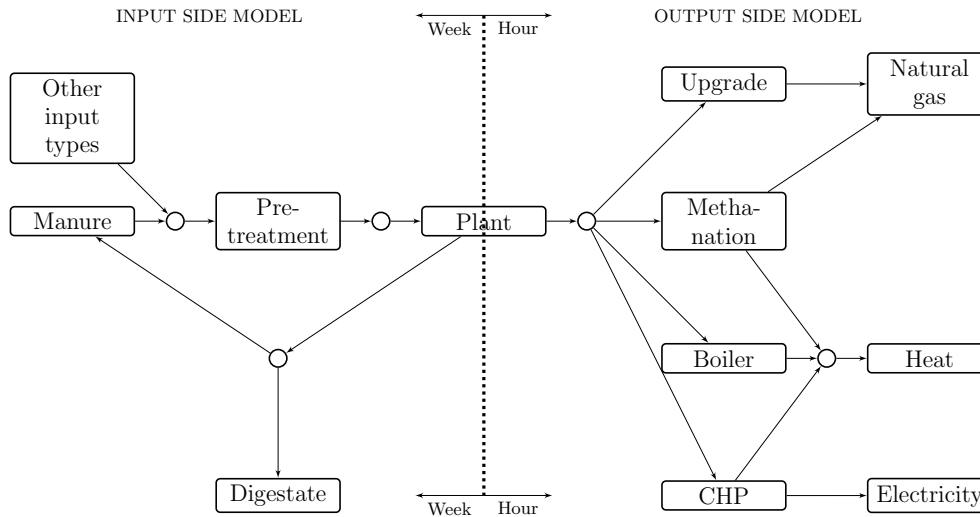 INPUT SIDE MODEL
OUTPUT SIDE MODEL
Week
Hour
Other
input
types
Upgrade
Natural
gas
Manure
Pre-
treatment
Plant
Metha-
nation
Boiler
Heat
Digestate
CHP
Electricity
Week
Hour